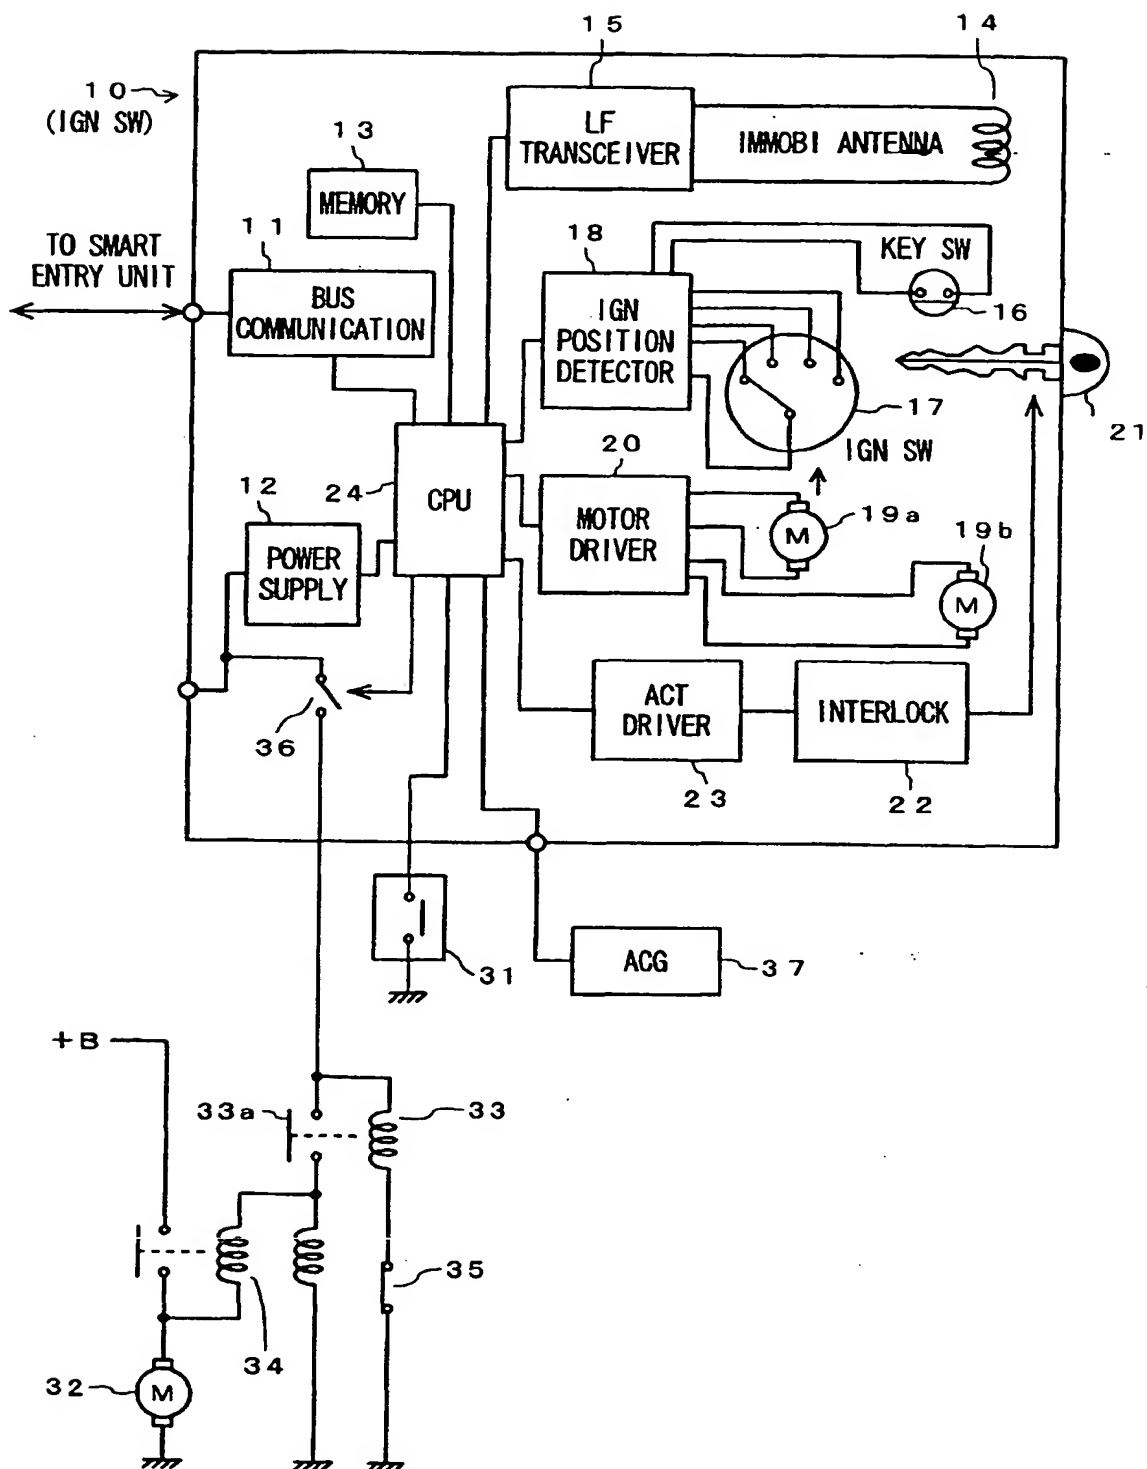 15
14
10
(IGN SW)
LF
TRANSCEIVER
IMMOBI ANTENNA
13
MEMORY
11
TO SMART
ENTRY UNIT
BUS
COMMUNICATION
18
KEY SW
16
IGN
POSITION
DETECTOR
17
IGN SW
21
12
24
CPU
20
MOTOR
DRIVER
M
19a
19b
M
POWER
SUPPLY
36
ACT
DRIVER
23
INTERLOCK
22
31
ACG
37
+B
33a
33
35
34
32
M